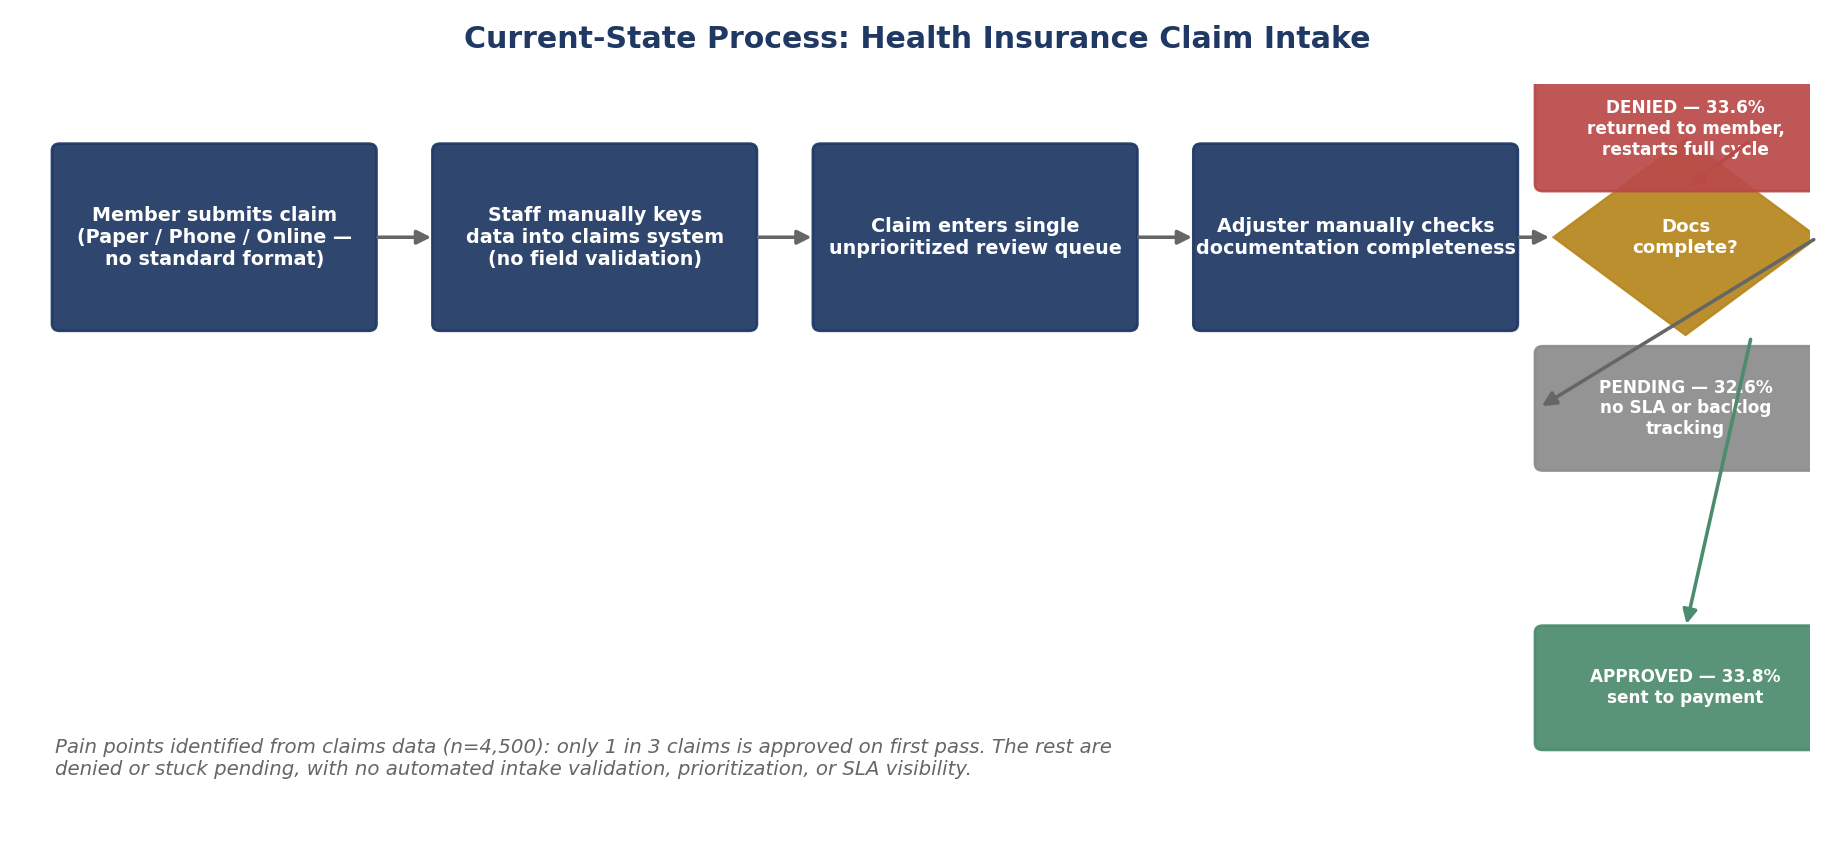 Current-State Process: Health Insurance Claim Intake
Member submits claim
(Paper / Phone / Online —
no standard format)
Staff manually keys
data into claims system
(no field validation)
Claim enters single
unprioritized review queue
Adjuster manually checks
documentation completeness
DENIED — 33.6%
returned to member,
restarts full cycle
Docs
complete?
PENDING — 32.6%
no SLA or backlog
tracking
APPROVED — 33.8%
sent to payment
Pain points identified from claims data (n=4,500): only 1 in 3 claims is approved on first pass. The rest are
denied or stuck pending, with no automated intake validation, prioritization, or SLA visibility.